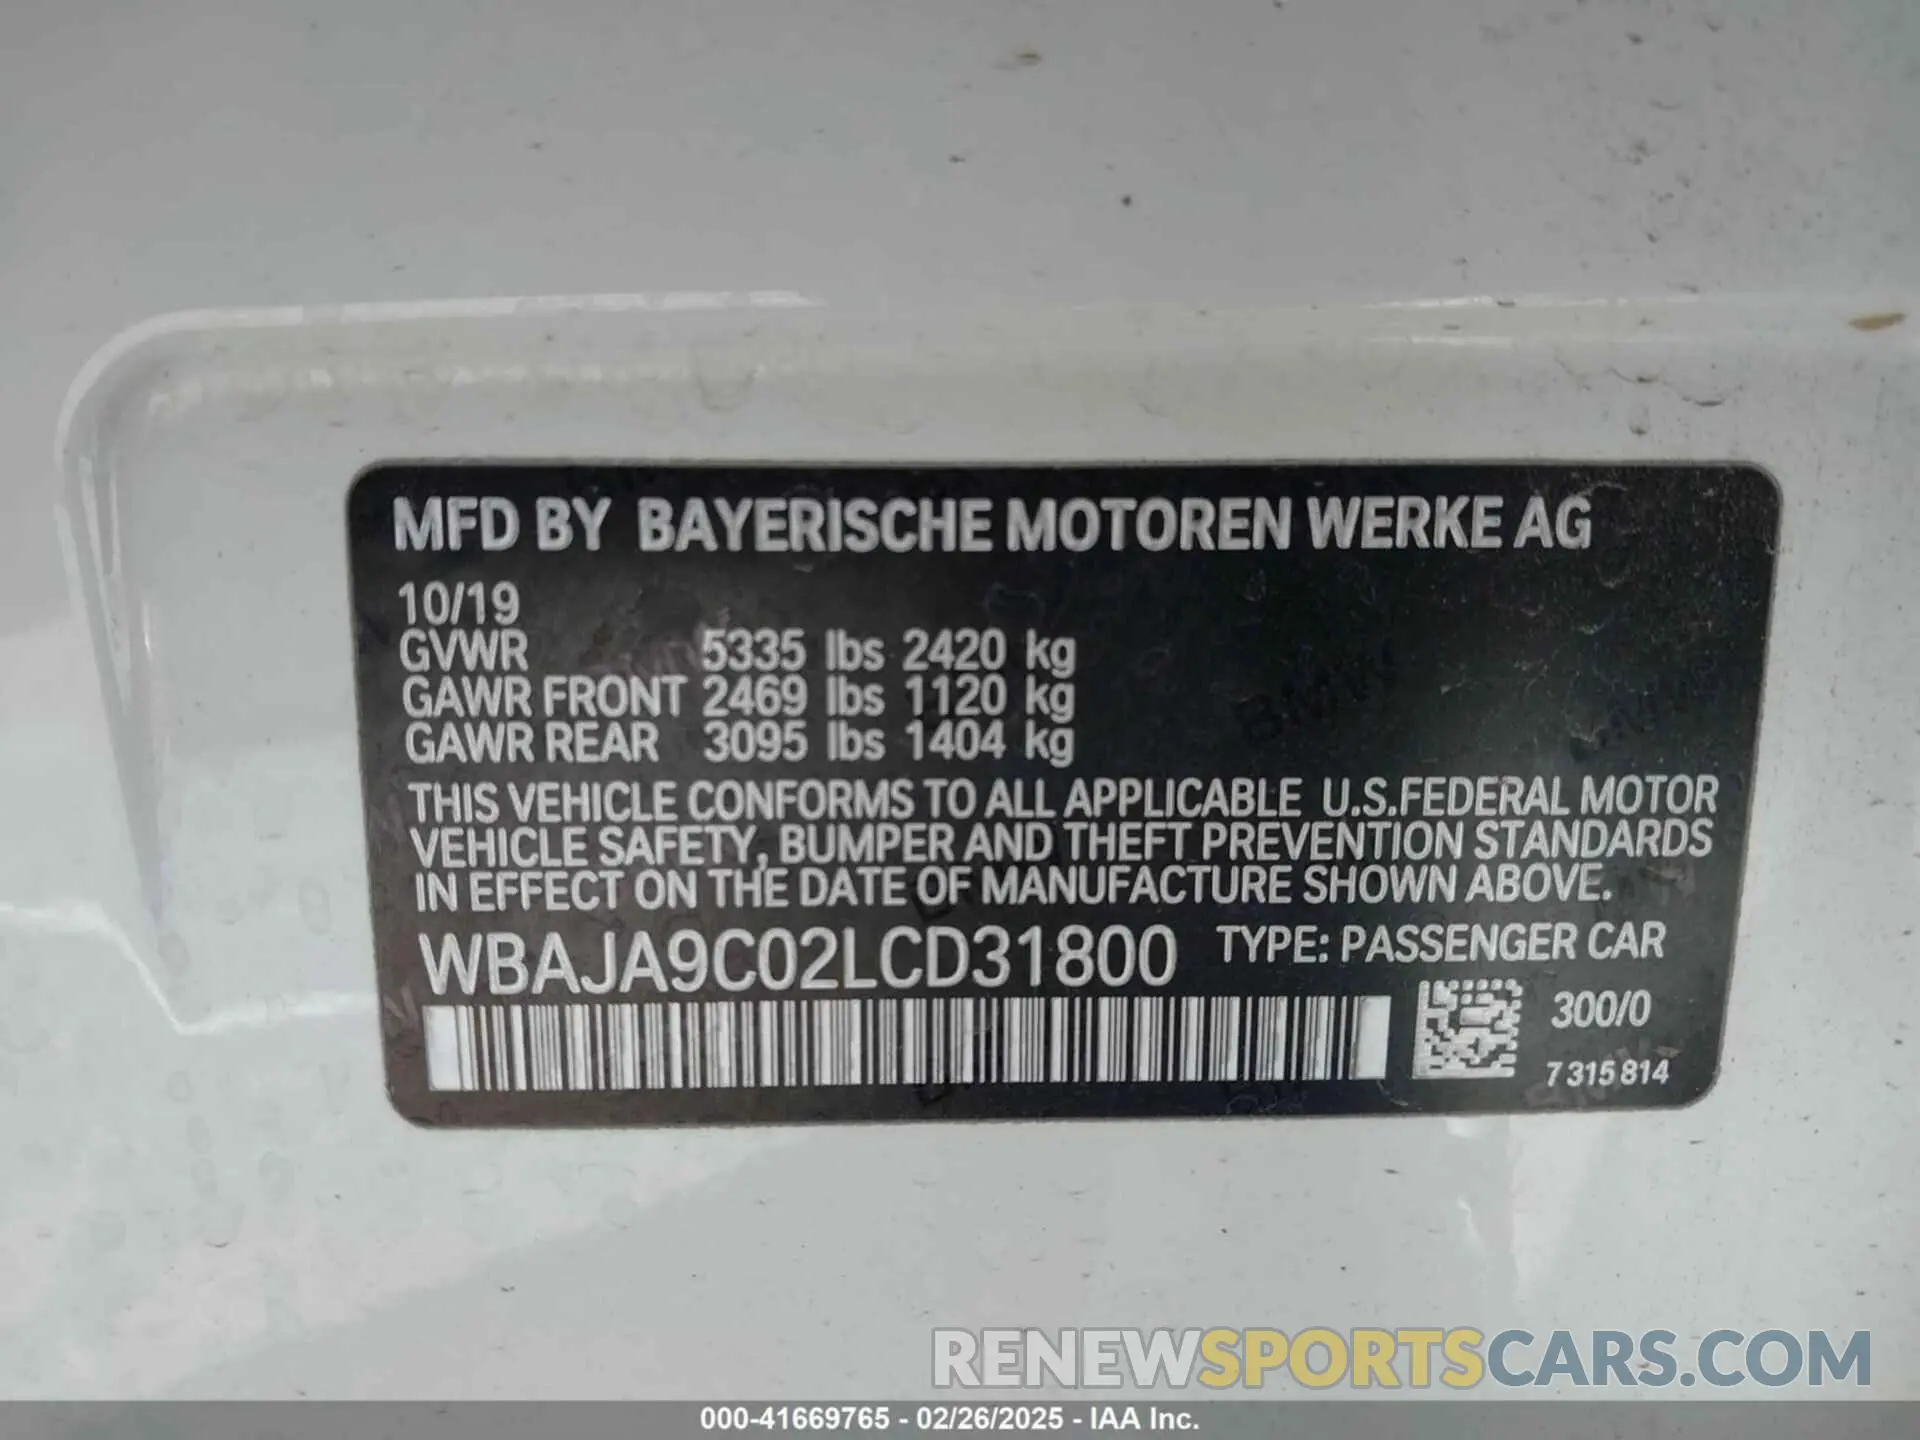 MFD BY BAYERISCHE MOTOREN WERKE AG
10/19
GVWR 5335 lbs 2420 kg
GAWR FRONT 2469 lbs 1120 kg
GAWR REAR 3095 lbs 1404 kg
THIS VEHICLE CONFORMS TO ALL APPLICABLE U.S.FEDERAL MOTOR
VEHICLE SAFETY, BUMPER AND THEFT PREVENTION STANDARDS
IN EFFECT ON THE DATE OF MANUFACTURE SHOWN ABOVE.
WBAJA9C02LCD31800 TYPE: PASSENGER CAR
300/0
7315814
RENEWSPORTSCARS.COM
000-41669765 - 02/26/2025 - IAA Inc.